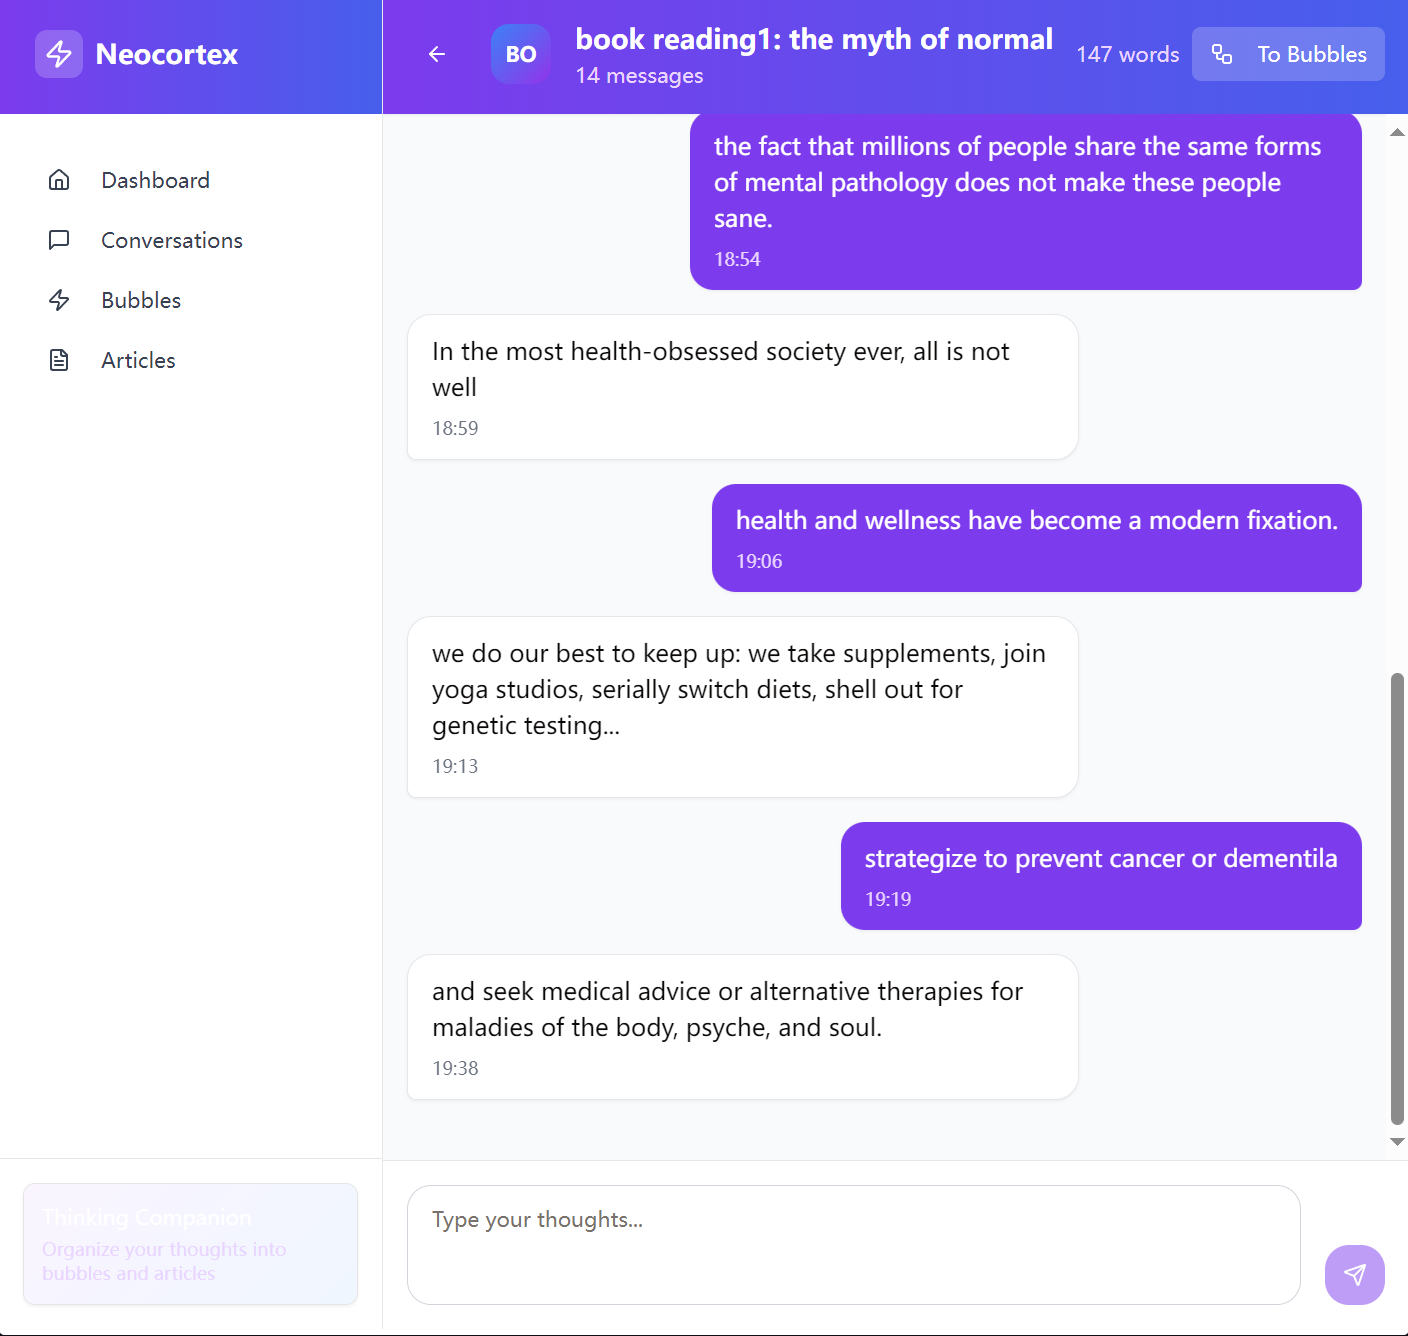 Neocortex
Dashboard
Conversations
Bubbles
Articles
Thinking Companion
Organize your thoughts into
bubbles and articles
BO
book reading1: the myth of normal
14 messages
147 words
To Bubbles
the fact that millions of people share the same forms
of mental pathology does not make these people
sane.
18:54
In the most health-obsessed society ever, all is not
well
18:59
health and wellness have become a modern fixation.
19:06
we do our best to keep up: we take supplements, join
yoga studios, serially switch diets, shell out for
genetic testing...
19:13
strategize to prevent cancer or dementila
19:19
and seek medical advice or alternative therapies for
maladies of the body, psyche, and soul.
19:38
Type your thoughts...